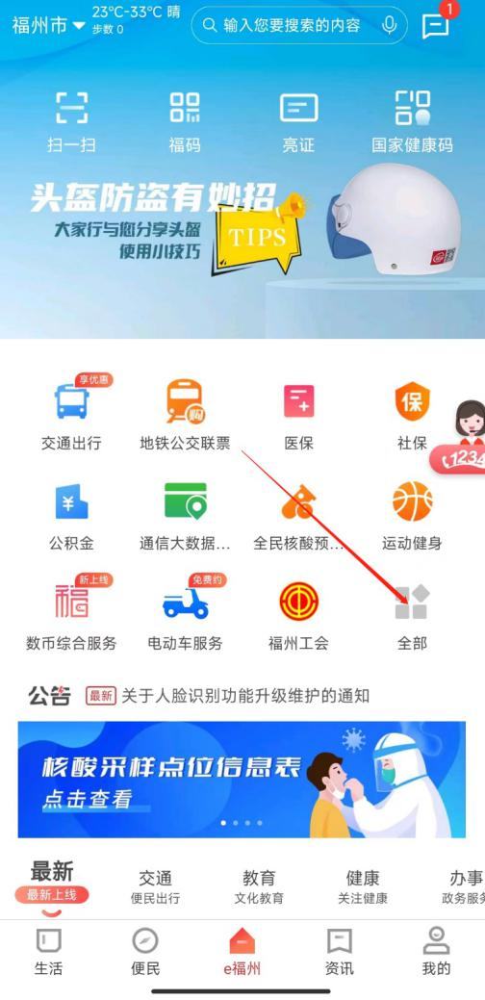 福州市
23℃-33℃ 晴
步数 0
输入您要搜索的内容
1
扫一扫
福码
亮证
国家健康码
头盔防盗有妙招
大家行与您分享头盔
使用小技巧
TIPS
享优惠
购
保
交通出行
地铁公交联票
医保
社保
1234
¥
公积金
通信大数据...
全民核酸预...
运动健身
新上线
福
免费约
数币综合服务
电动车服务
福州工会
全部
公告
最新
关于人脸识别功能升级维护的通知
核酸采样点位信息表
点击查看
最新
最新上线
交通
便民出行
教育
文化教育
健康
关注健康
办事
政务服务
生活
便民
e福州
资讯
我的